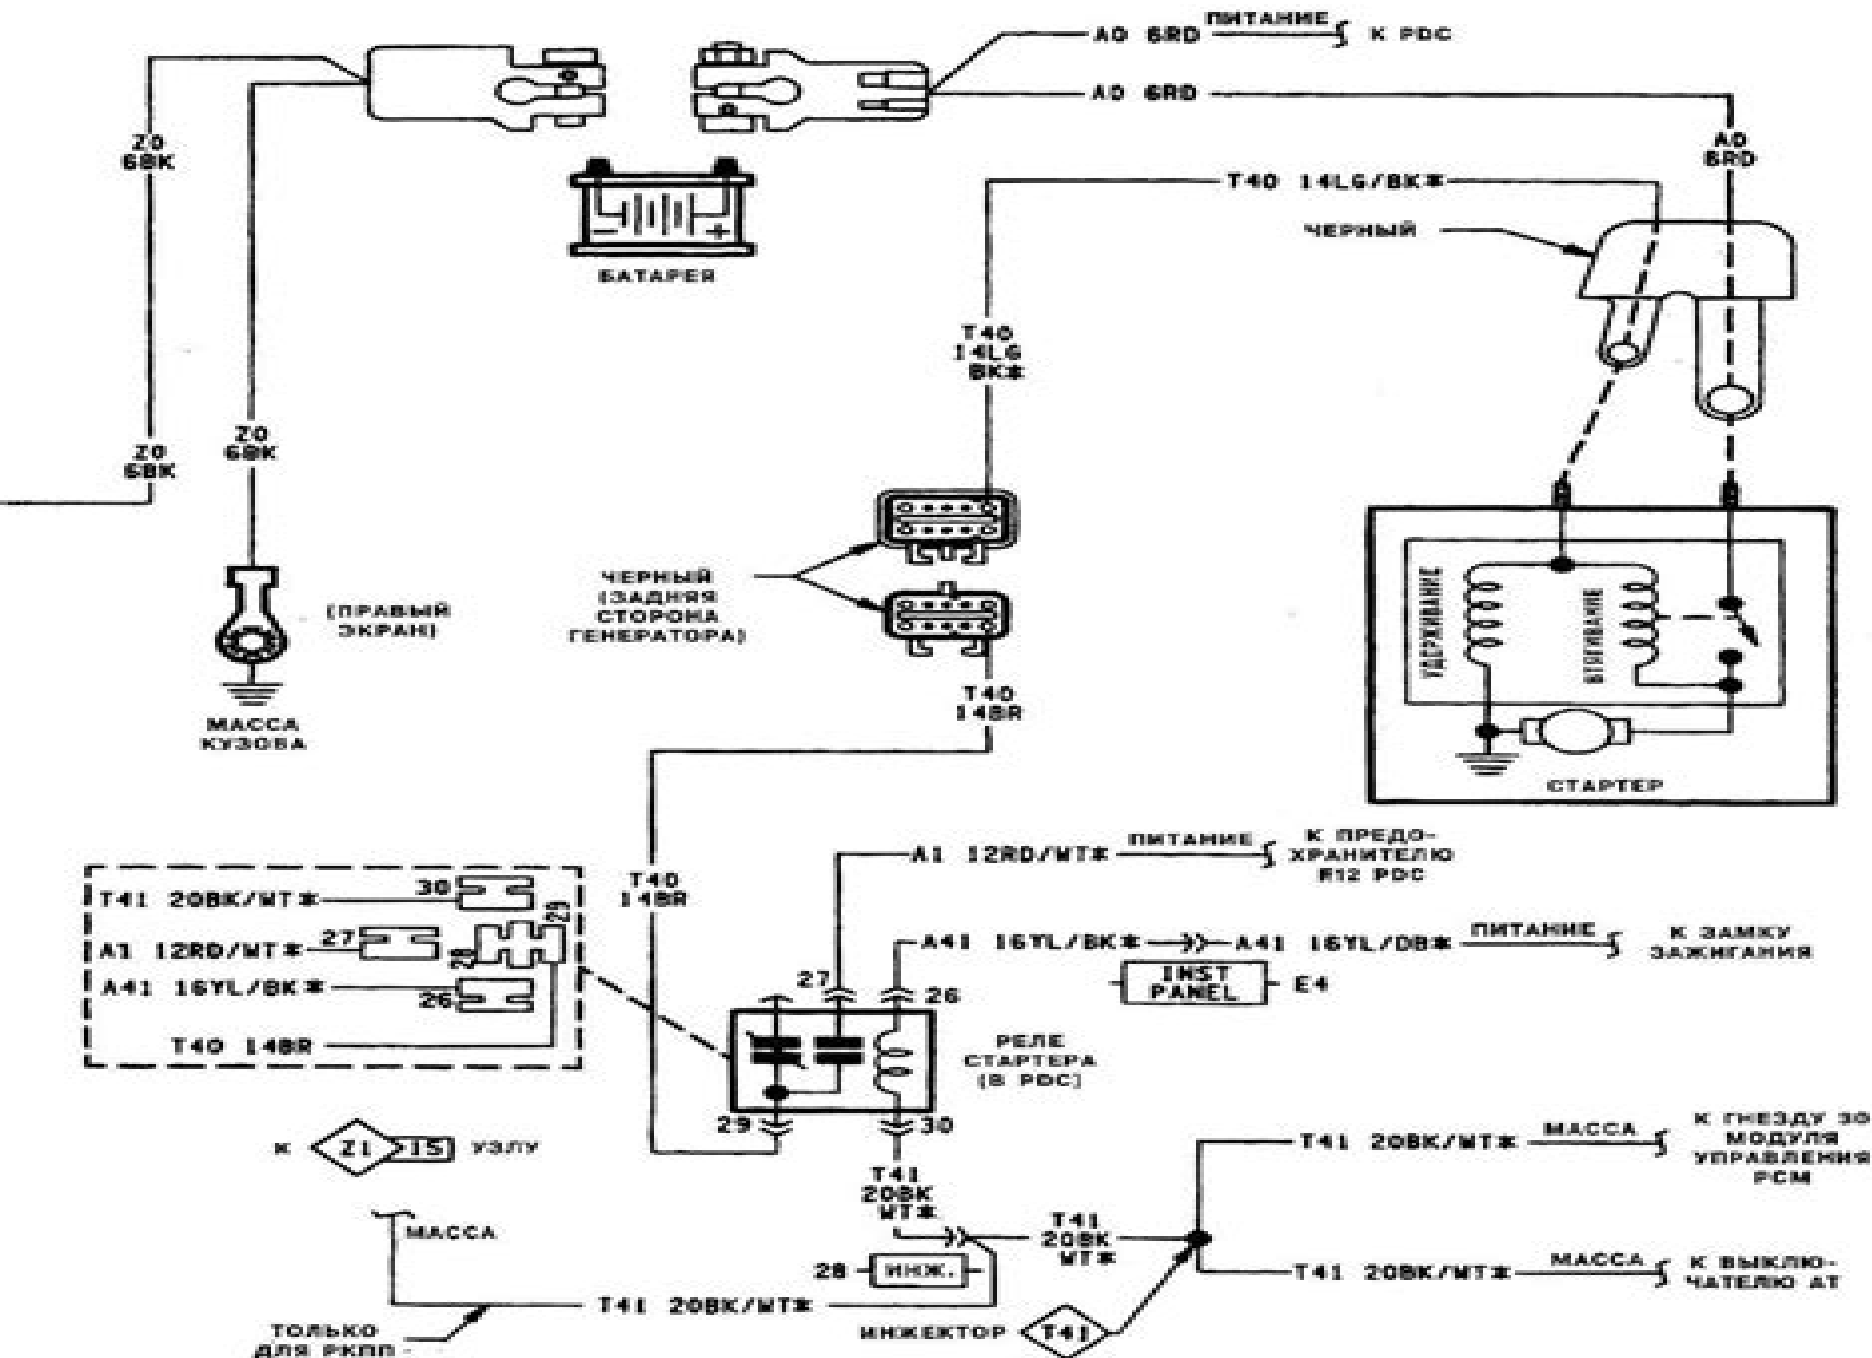 A0 6RD
ПИТАНИЕ
К PDC
A0 6RD
A0
6RD
Z0
6BK
T40 14LG/BK*
ЧЕРНЫЙ
БАТАРЕЯ
T40
14LG
BK*
Z0
6BK
Z0
6BK
ЧЕРНЫЙ
(ЗАДНЯЯ
СТОРОНА
ГЕНЕРАТОРА)
(ПРАВЫЙ
ЭКРАН)
МАССА
КУЗОВА
T40
14BR
УДЕРЖИВАНИЕ
ВТЯГИВАНИЕ
СТАРТЕР
A1 12RD/WT*
ПИТАНИЕ
К ПРЕДО-
ХРАНИТЕЛЮ
F12 PDC
T40
14BR
T41 20BK/WT*
30
29
A1 12RD/WT*
27
28
A41 16YL/BK*
26
T40 14BR
A41 16YL/BK*
A41 16YL/DB*
ПИТАНИЕ
К ЗАМКУ
ЗАЖИГАНИЯ
INST
PANEL
E4
27
26
РЕЛЕ
СТАРТЕРА
(В PDC)
29
30
К
Z1
15
УЗЛУ
T41
20BK
WT*
T41 20BK/WT*
МАССА
К ГНЕЗДУ 30
МОДУЛЯ
УПРАВЛЕНИЯ
PCM
МАССА
T41
20BK
WT*
28
ИНЖ.
T41 20BK/WT*
МАССА
К ВЫКЛЮ-
ЧАТЕЛЮ АТ
T41 20BK/WT*
ТОЛЬКО
ДЛЯ РКПП
ИНЖЕКТОР
T41